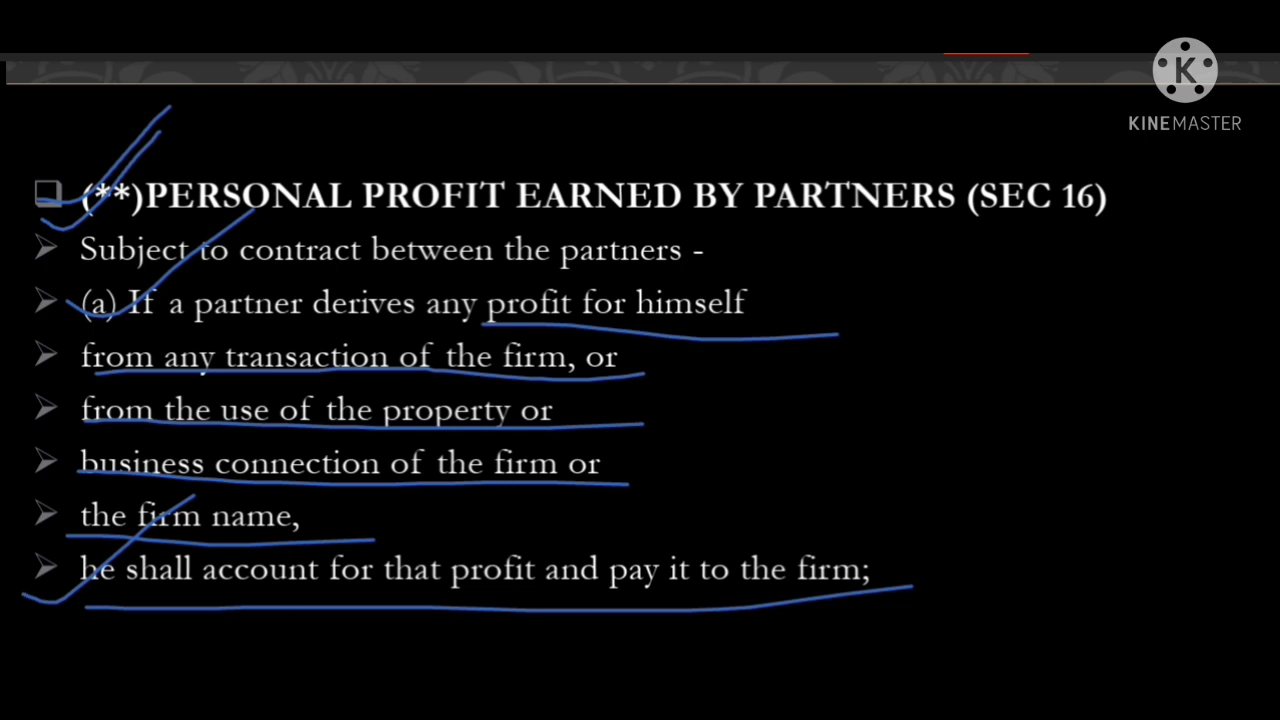 KINEMASTER
(**)PERSONAL PROFIT EARNED BY PARTNERS (SEC 16)
Subject to contract between the partners -
(a) If a partner derives any profit for himself
from any transaction of the firm, or
from the use of the property or
business connection of the firm or
the firm name,
he shall account for that profit and pay it to the firm;